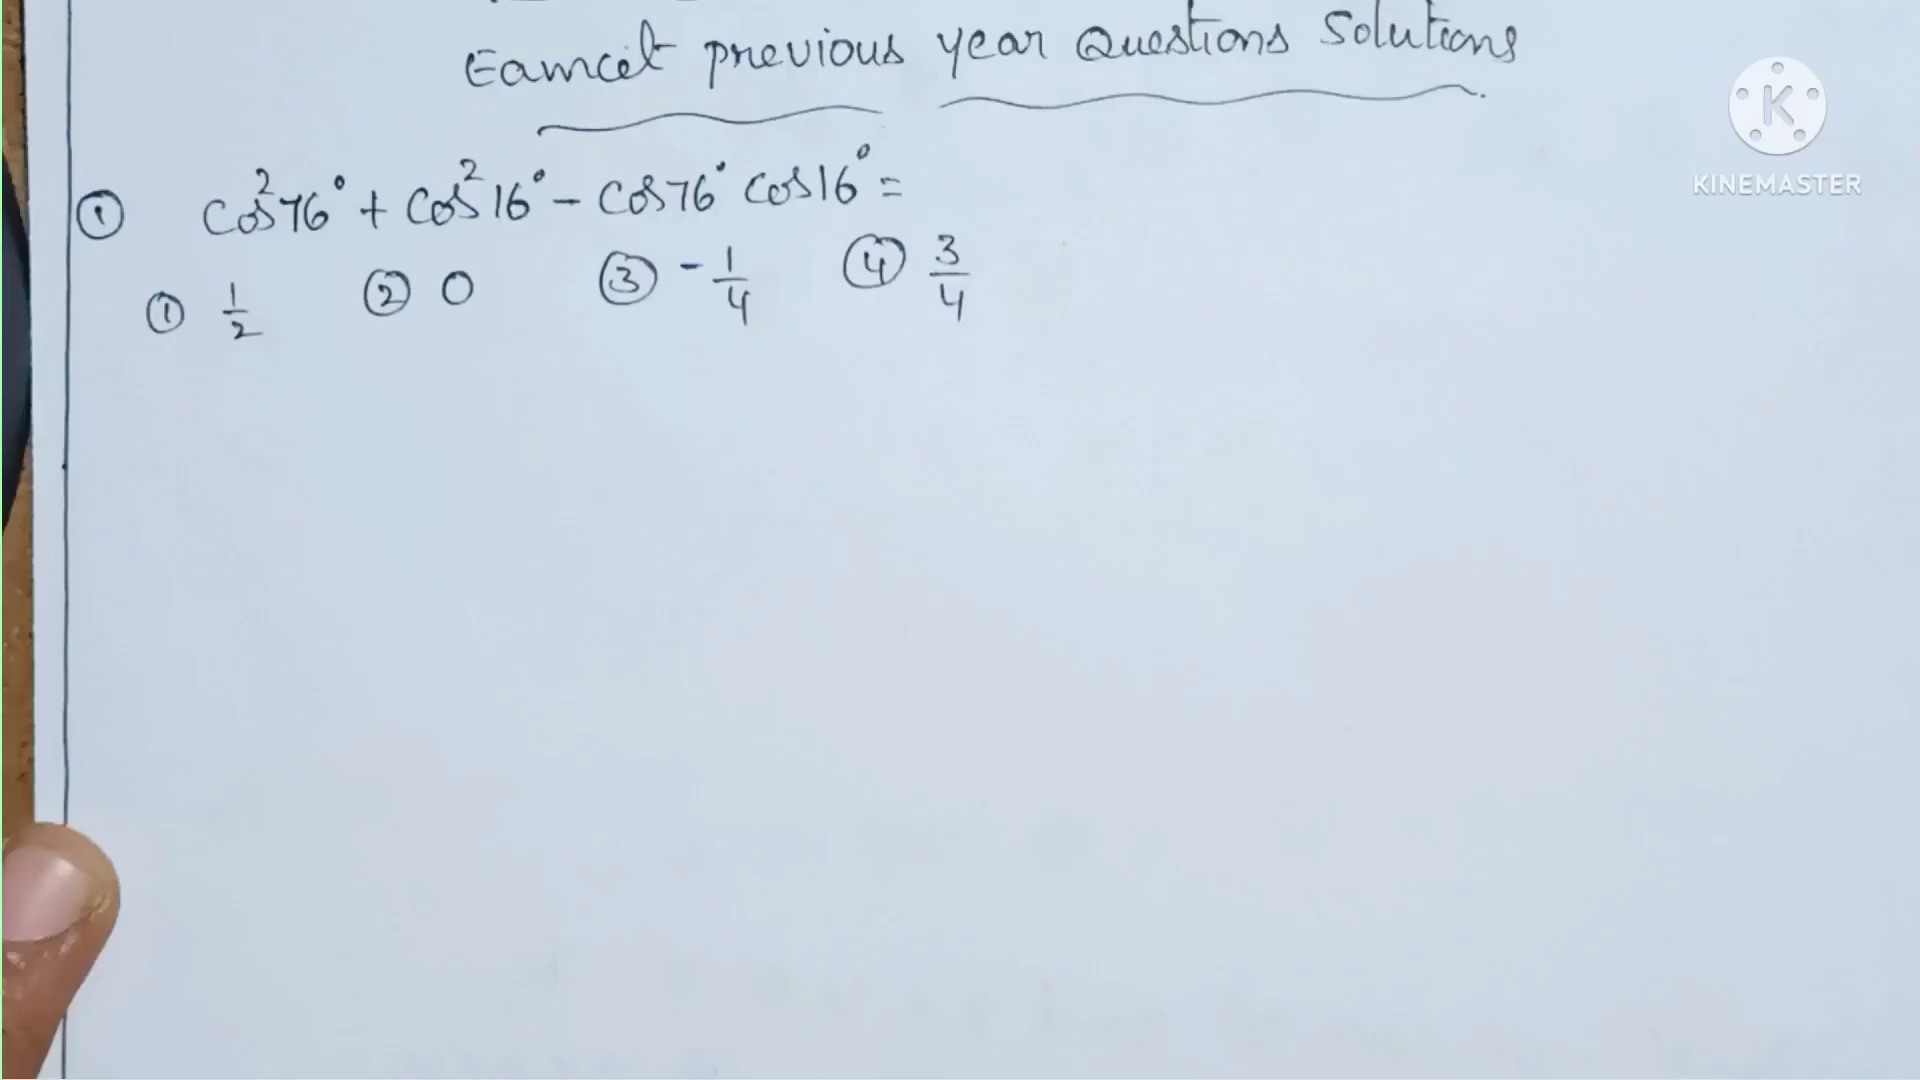 Eamcet previous year Questions Solutions
① Cos²76° + Cos²16° - Cos76° Cos16° =
① 1/2 ② 0 ③ -1/4 ④ 3/4
K
KINEMASTER